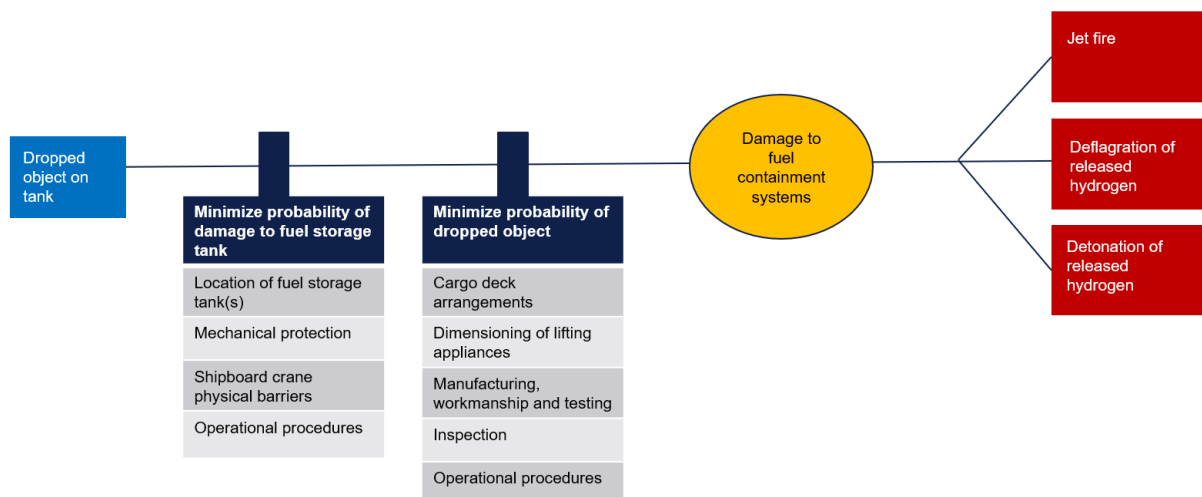 Dropped
object on
tank
Minimize probability of
damage to fuel storage
tank
Location of fuel storage
tank(s)
Mechanical protection
Shipboard crane
physical barriers
Operational procedures
Minimize probability of
dropped object
Cargo deck
arrangements
Dimensioning of lifting
appliances
Manufacturing,
workmanship and testing
Inspection
Operational procedures
Damage to
fuel
containment
systems
Jet fire
Deflagration of
released
hydrogen
Detonation of
released
hydrogen